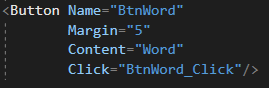 <Button Name="BtnWord"
Margin="5"
Content="Word"
Click="BtnWord_Click"/>